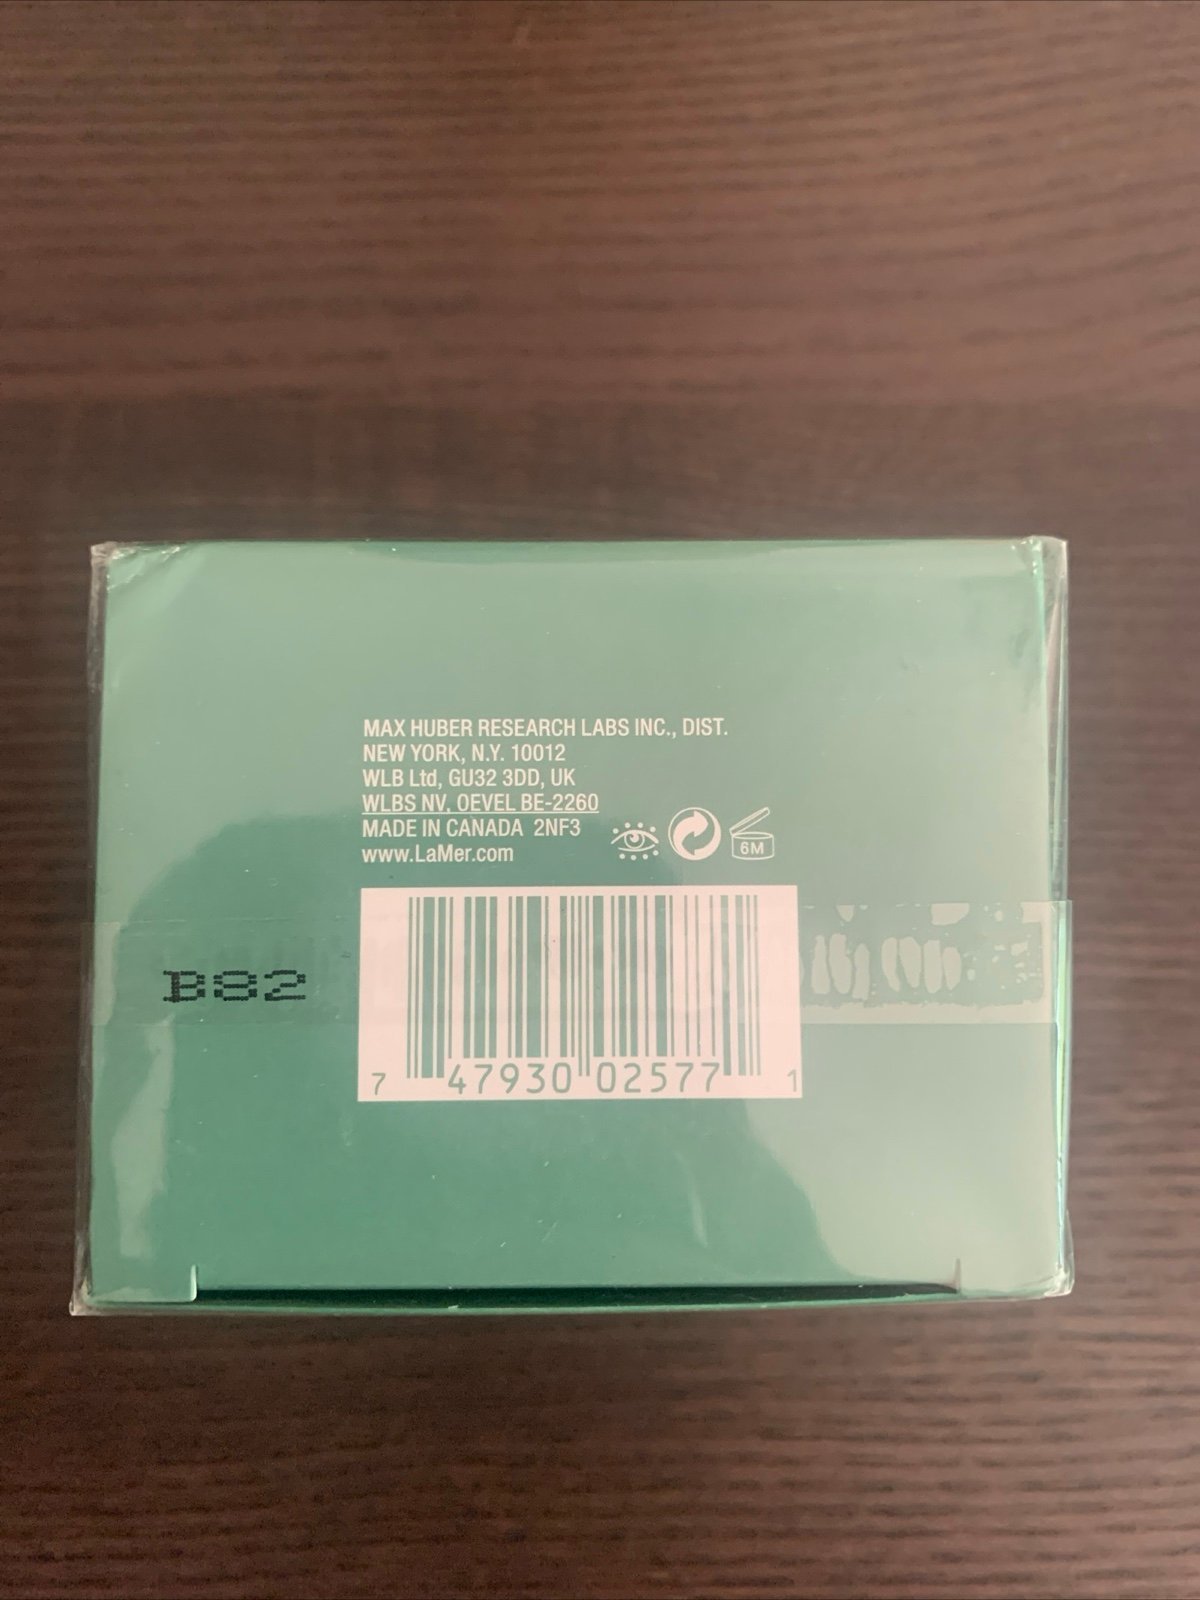 MAX HUBER RESEARCH LABS INC., DIST.
NEW YORK, N.Y. 10012
WLB Ltd, GU32 3DD, UK
WLBS NV, OEVEL BE-2260
MADE IN CANADA 2NF3
www.LaMer.com
6M
B82
7 47930 02577 1